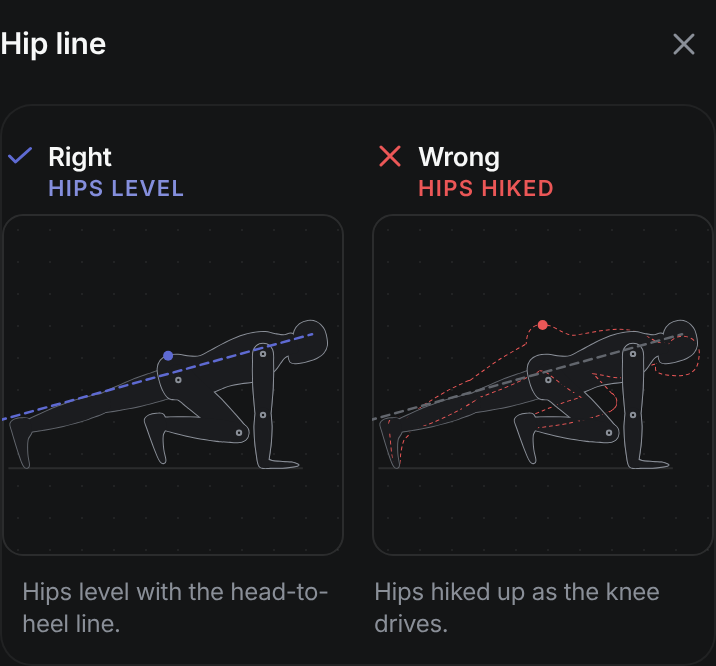 Hip line
Right
HIPS LEVEL
Wrong
HIPS HIKED
Hips level with the head-to-
heel line.
Hips hiked up as the knee
drives.